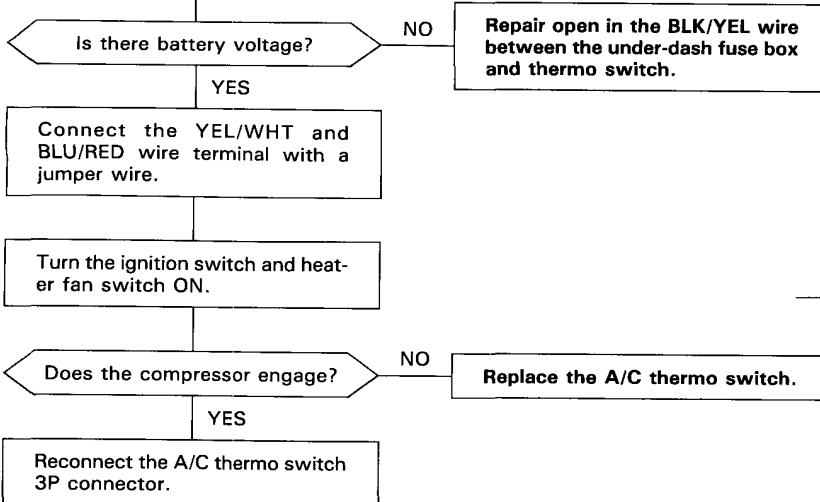 Is there battery voltage?
NO
Repair open in the BLK/YEL wire
between the under-dash fuse box
and thermo switch.
YES
Connect the YEL/WHT and
BLU/RED wire terminal with a
jumper wire.
Turn the ignition switch and heat-
er fan switch ON.
Does the compressor engage?
NO
Replace the A/C thermo switch.
YES
Reconnect the A/C thermo switch
3P connector.